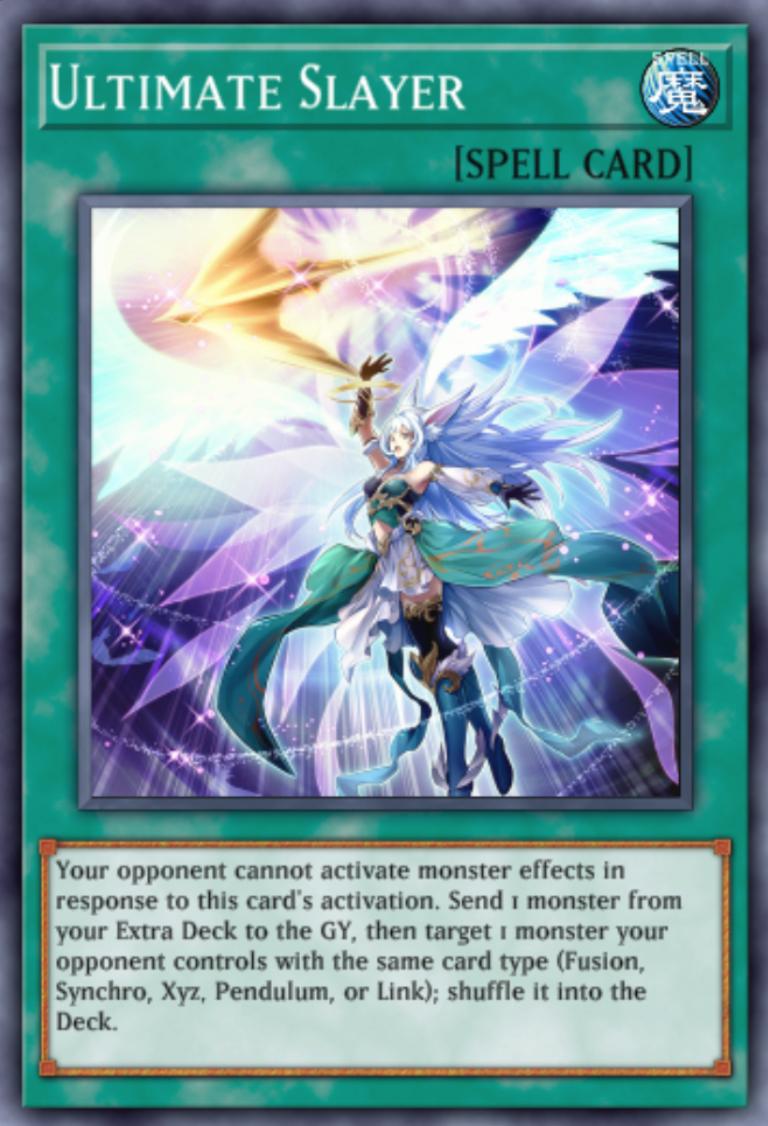 ULTIMATE SLAYER
SPELL
魔
[SPELL CARD]
Your opponent cannot activate monster effects in
response to this card's activation. Send 1 monster from
your Extra Deck to the GY, then target 1 monster your
opponent controls with the same card type (Fusion,
Synchro, Xyz, Pendulum, or Link); shuffle it into the
Deck.